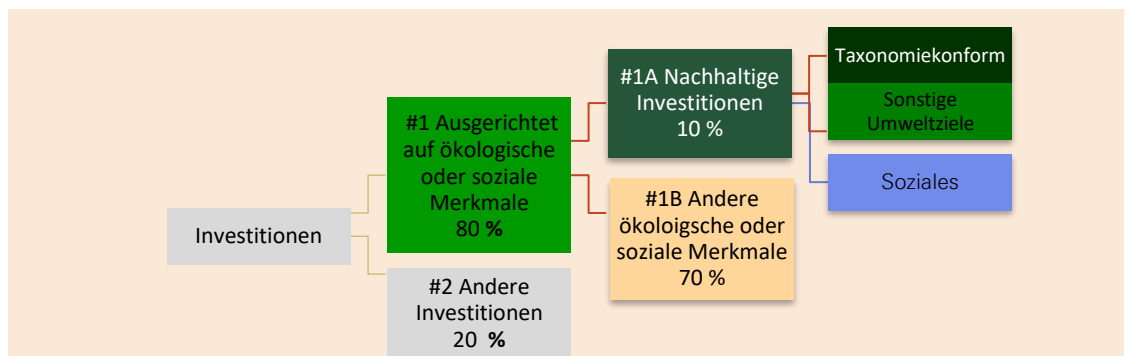 Investitionen
#1 Ausgerichtet
auf ökologische
oder soziale
Merkmale
80 %
#2 Andere
Investitionen
20 %
#1A Nachhaltige
Investitionen
10 %
#1B Andere
ökoloigsche oder
soziale Merkmale
70 %
Taxonomiekonform
Sonstige
Umweltziele
Soziales